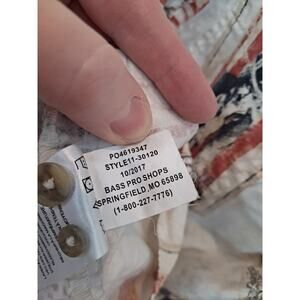 PO4619347
STYLE11-30120
10/2017
BASS PRO SHOPS
SPRINGFIELD, MO 65898
(1-800-227-7776)